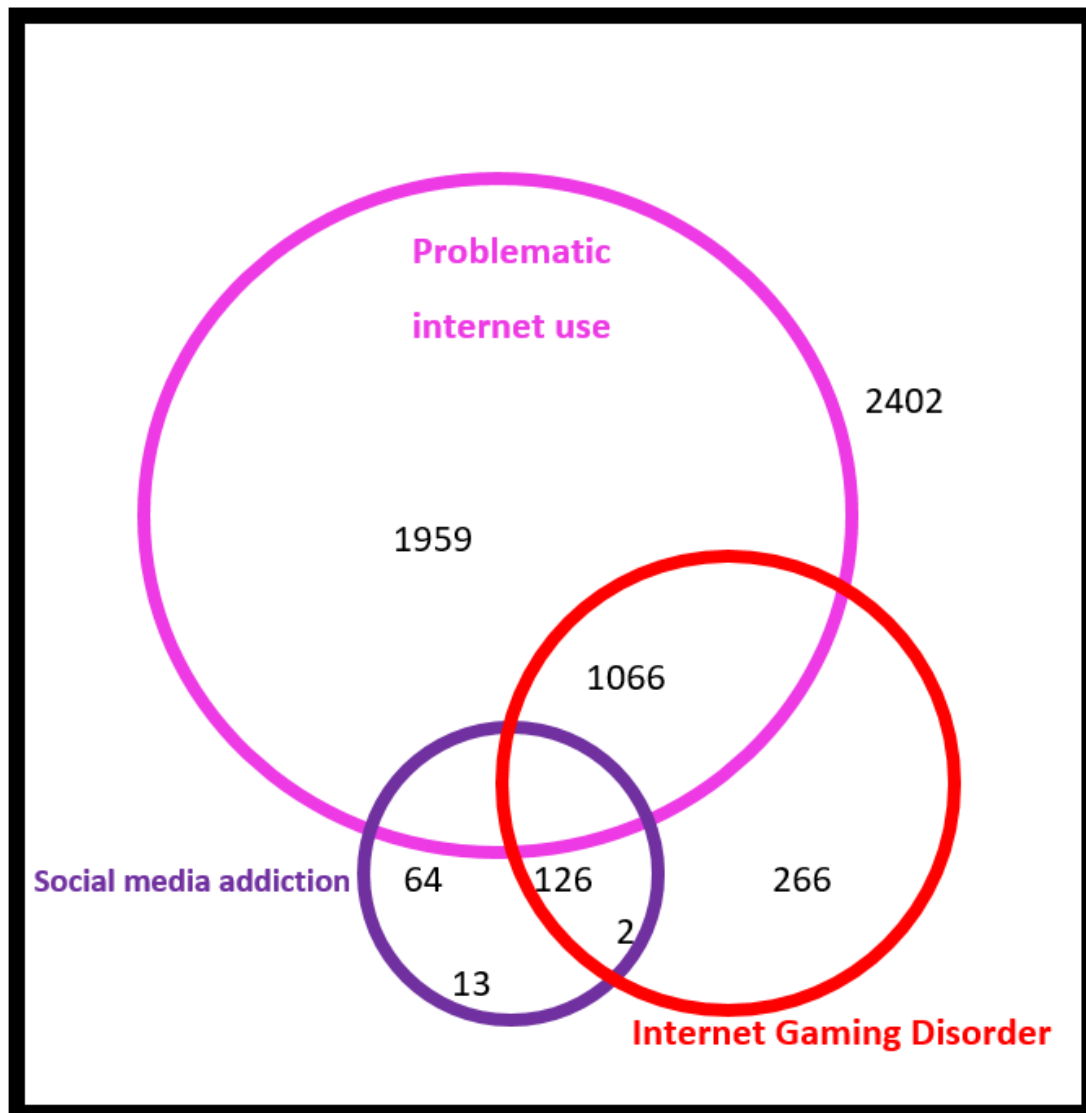 Problematic
internet use
2402
1959
1066
Social media addiction
64
126
266
2
13
Internet Gaming Disorder